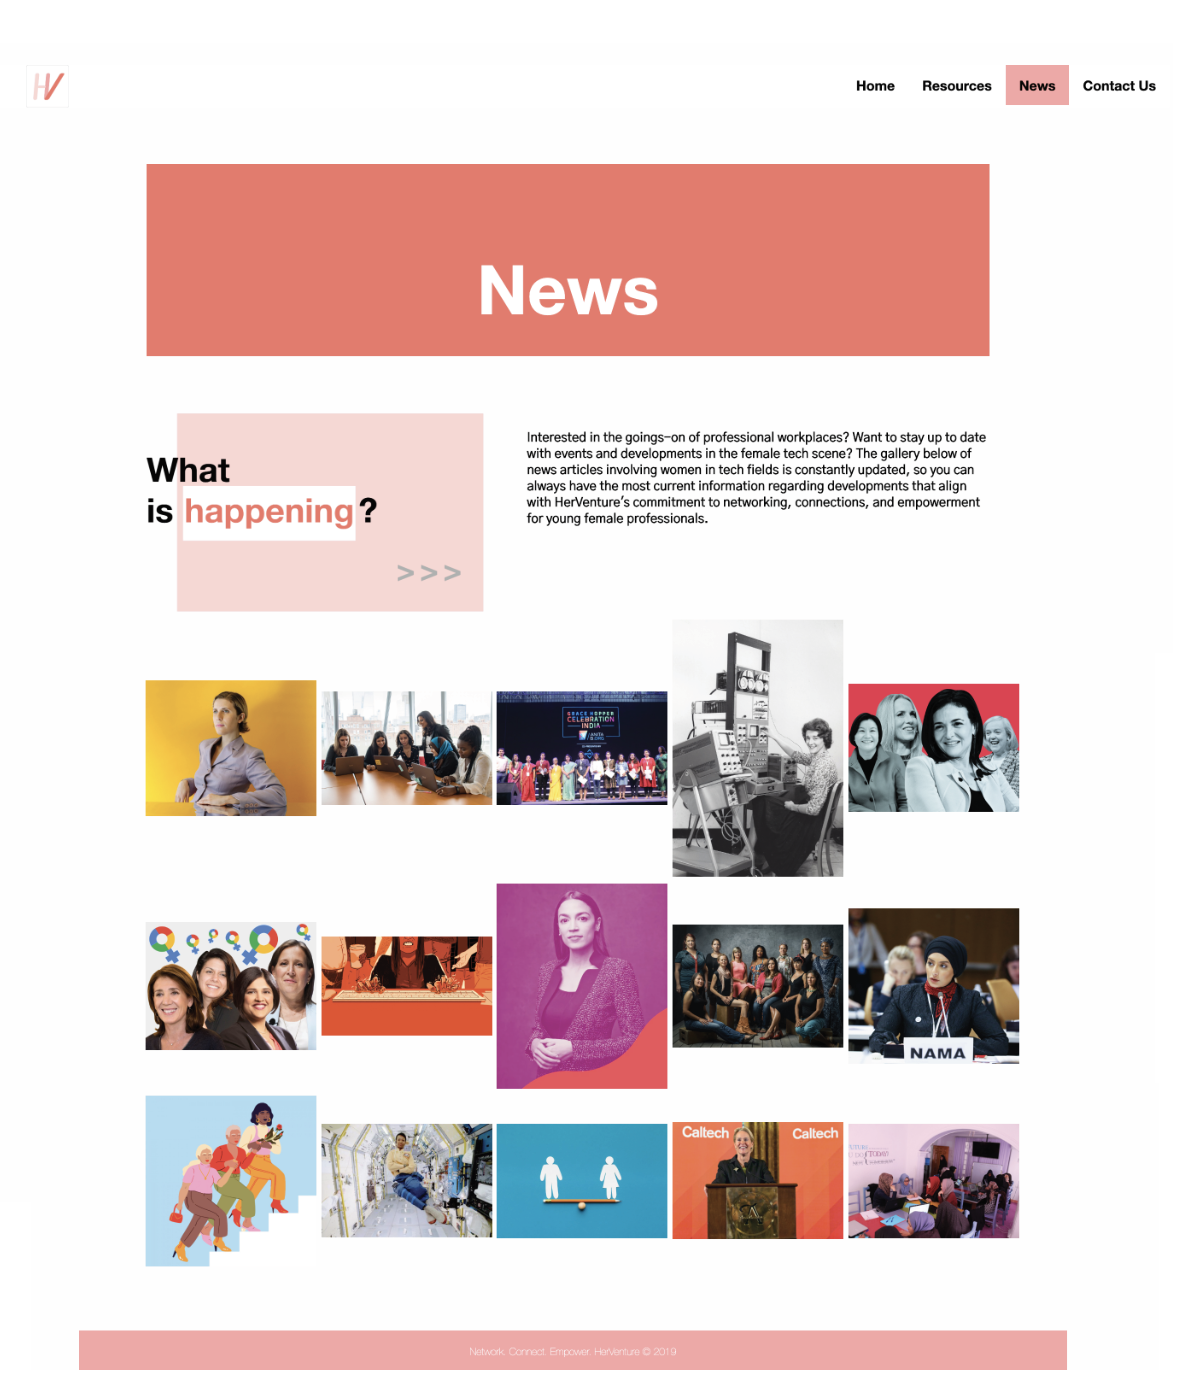 HV
Home Resources News Contact Us
News
What
is happening ?
>>>
Interested in the goings-on of professional workplaces? Want to stay up to date
with events and developments in the female tech scene? The gallery below of
news articles involving women in tech fields is constantly updated, so you can
always have the most current information regarding developments that align
with HerVenture's commitment to networking, connections, and empowerment
for young female professionals.
GRACE HOPPER
CELEBRATION
INDIA
NAMA
Caltech Caltech
Network. Connect. Empower. HerVenture © 2019